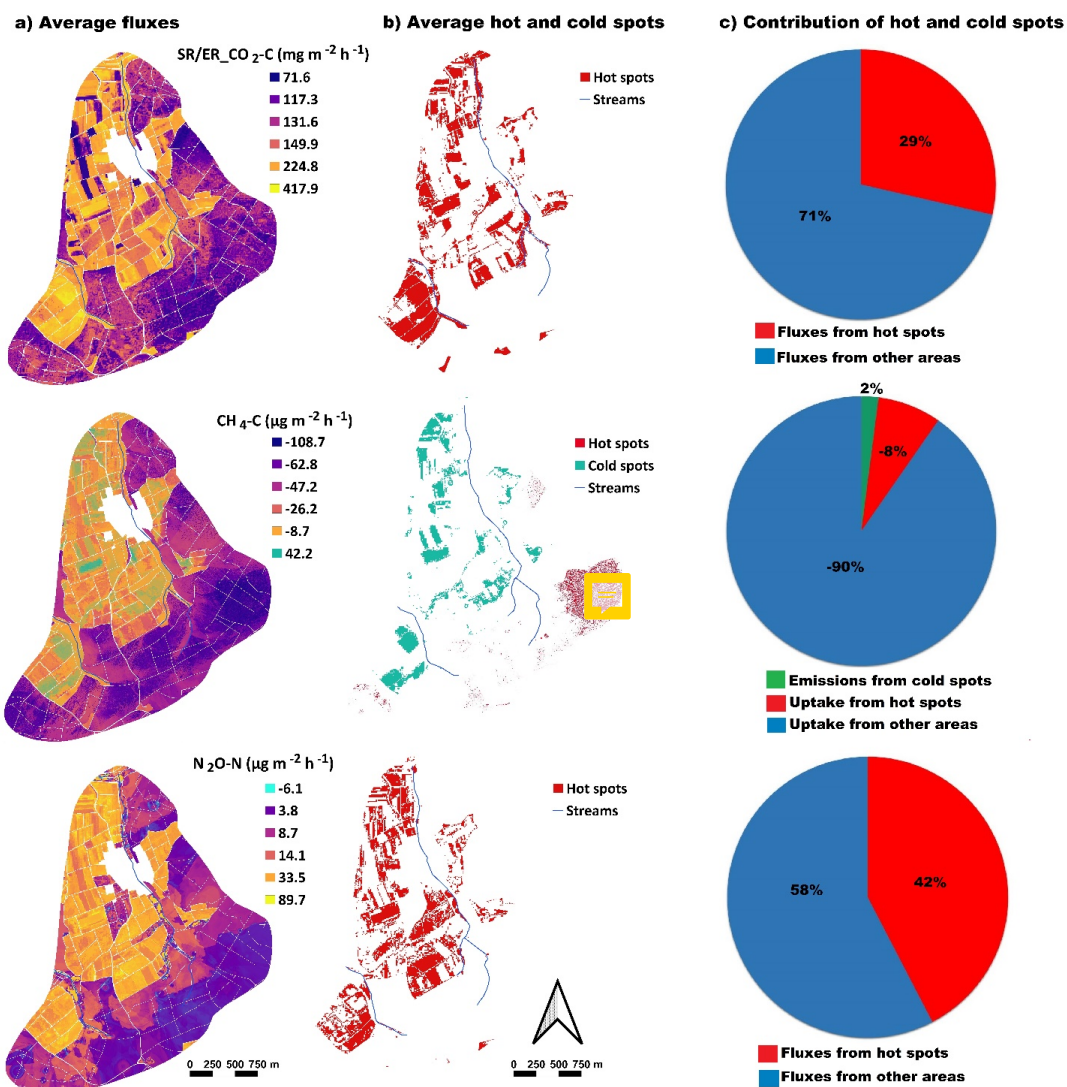 a) Average fluxes
b) Average hot and cold spots
c) Contribution of hot and cold spots
SR/ER_CO2-C (mg m-2 h-1)
71.6
117.3
131.6
149.9
224.8
417.9
Hot spots
Streams
29%
71%
Fluxes from hot spots
Fluxes from other areas
CH4-C (µg m-2 h-1)
-108.7
-62.8
-47.2
-26.2
-8.7
42.2
Hot spots
Cold spots
Streams
2%
-8%
-90%
Emissions from cold spots
Uptake from hot spots
Uptake from other areas
N2O-N (µg m-2 h-1)
-6.1
3.8
8.7
14.1
33.5
89.7
0 250 500 750 m
Hot spots
Streams
0 250 500 750 m
58%
42%
Fluxes from hot spots
Fluxes from other areas